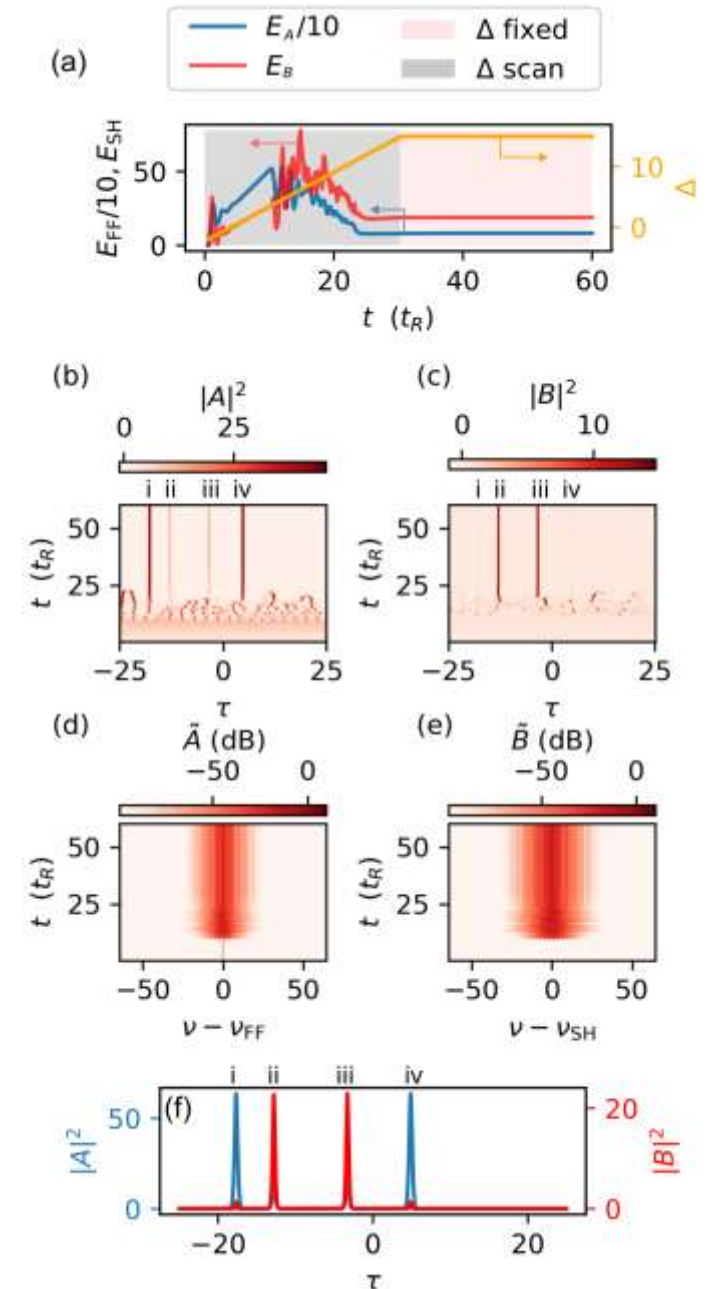 E_A/10 Δ fixed
E_B Δ scan
(a)
E_FF/10, E_SH
50
0
10
0
Δ
0 20 40 60
t (t_R)
(b) (c)
|A|² |B|²
0 25 0 10
i ii iii iv i ii iii iv
t (t_R) 50 25 t (t_R) 50 25
-25 0 25 -25 0 25
τ τ
(d) (e)
Ã (dB) B̃ (dB)
−50 0 −50 0
t (t_R) 50 25 t (t_R) 50 25
−50 0 50 −50 0 50
ν − ν_FF ν − ν_SH
i ii iii iv
(f)
|A|² 50 0
20 0 |B|²
−20 0 20
τ